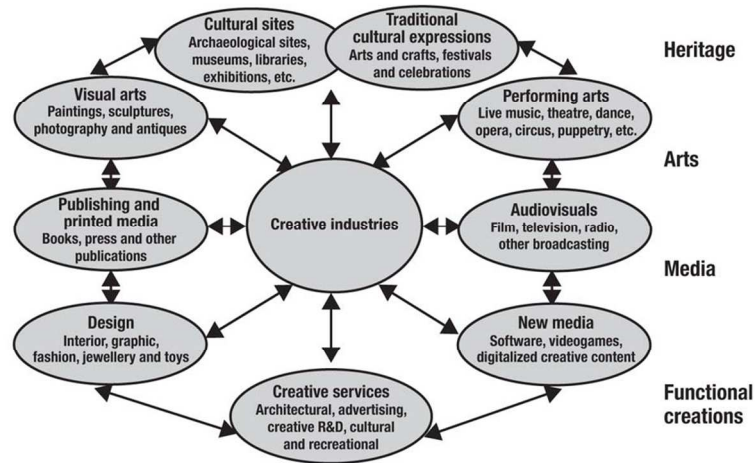 Cultural sites
Archaeological sites,
museums, libraries,
exhibitions, etc.
Traditional
cultural expressions
Arts and crafts, festivals
and celebrations
Heritage
Visual arts
Paintings, sculptures,
photography and antiques
Performing arts
Live music, theatre, dance,
opera, circus, puppetry, etc.
Arts
Publishing and
printed media
Books, press and other
publications
Creative industries
Audiovisuals
Film, television, radio,
other broadcasting
Media
Design
Interior, graphic,
fashion, jewellery and toys
New media
Software, videogames,
digitalized creative content
Creative services
Architectural, advertising,
creative R&D, cultural
and recreational
Functional
creations